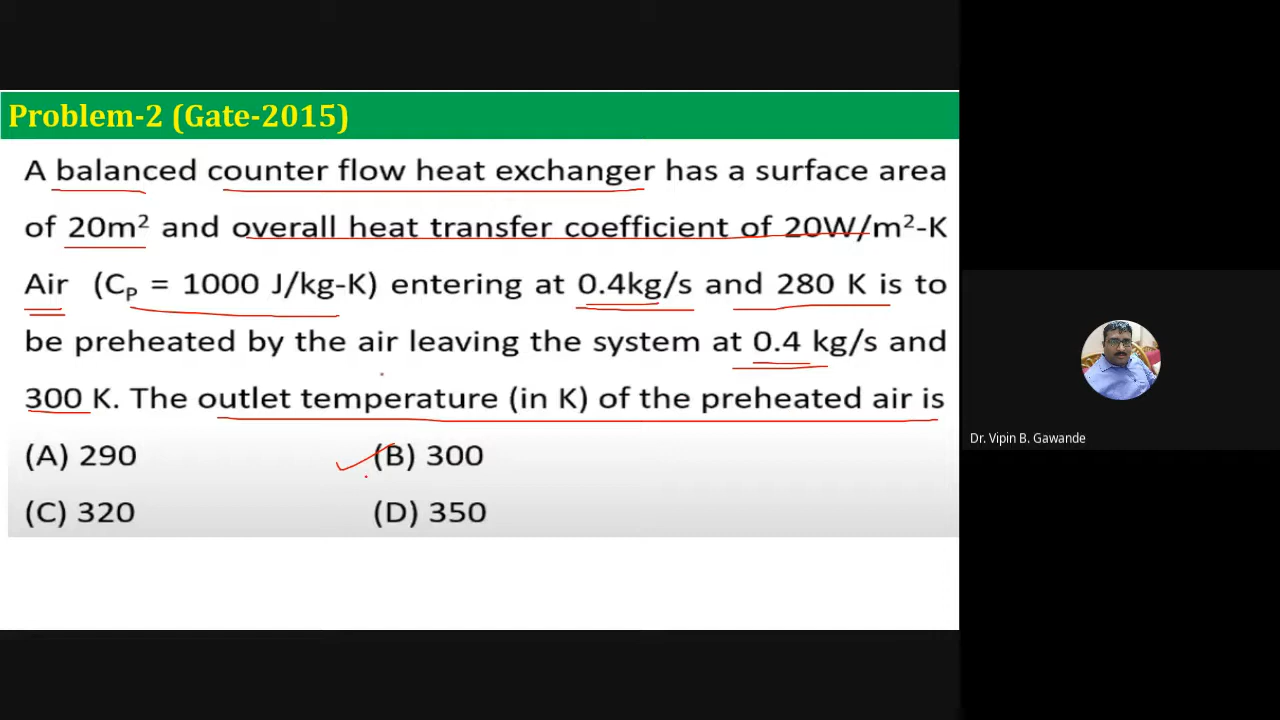 Problem-2 (Gate-2015)
A balanced counter flow heat exchanger has a surface area
of 20m² and overall heat transfer coefficient of 20W/m²-K
Air (C_P = 1000 J/kg-K) entering at 0.4kg/s and 280 K is to
be preheated by the air leaving the system at 0.4 kg/s and
300 K. The outlet temperature (in K) of the preheated air is
(A) 290 (B) 300
(C) 320 (D) 350
Dr. Vipin B. Gawande